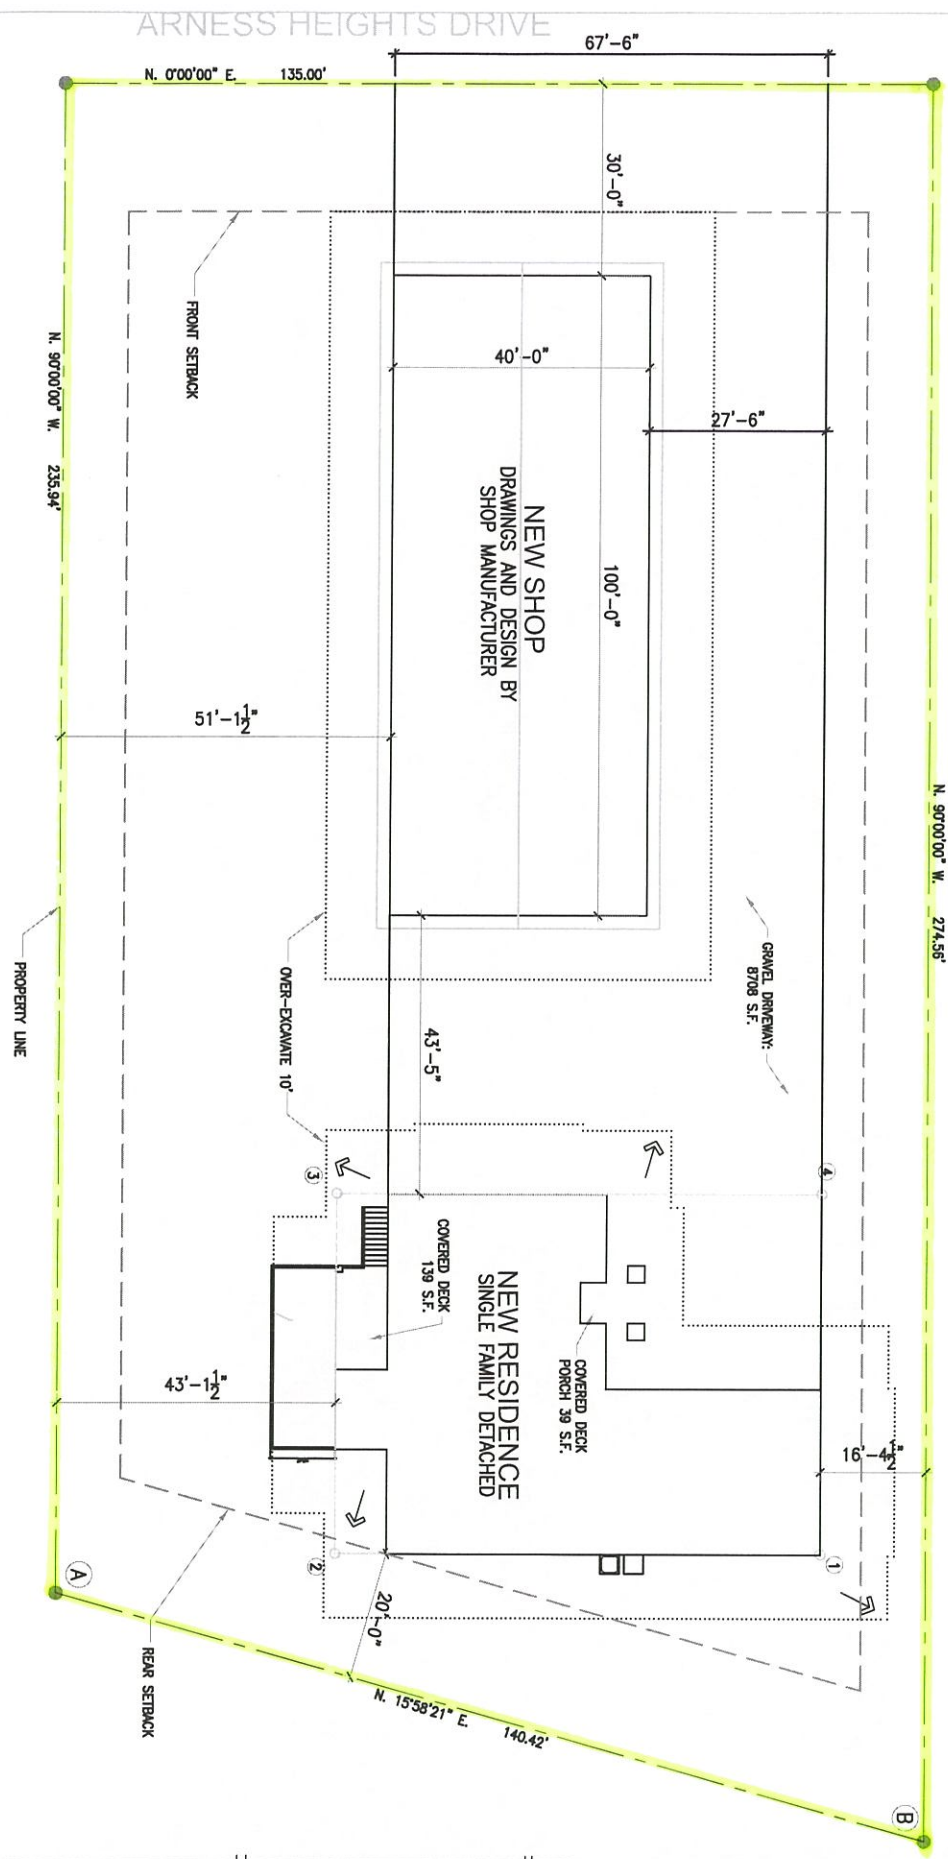 ARNESS HEIGHTS DRIVE
67'-6"
N. 0°00'00" E. 135.00'
30'-0"
FRONT SETBACK
N. 90°00'00" W. 235.94'
40'-0"
27'-6"
NEW SHOP
DRAWINGS AND DESIGN BY
SHOP MANUFACTURER
100'-0"
51'-1½"
N. 90°00'00" W. 274.56'
GRAVEL DRIVEWAY:
8708 S.F.
PROPERTY LINE
OVER-EXCAVATE 10'
43'-5"
3
4
COVERED DECK
139 S.F.
NEW RESIDENCE
SINGLE FAMILY DETACHED
COVERED DECK
PORCH 39 S.F.
43'-1½"
16'-4½"
2
1
A
20'-0"
REAR SETBACK
N. 15°58'21" E. 140.42'
B